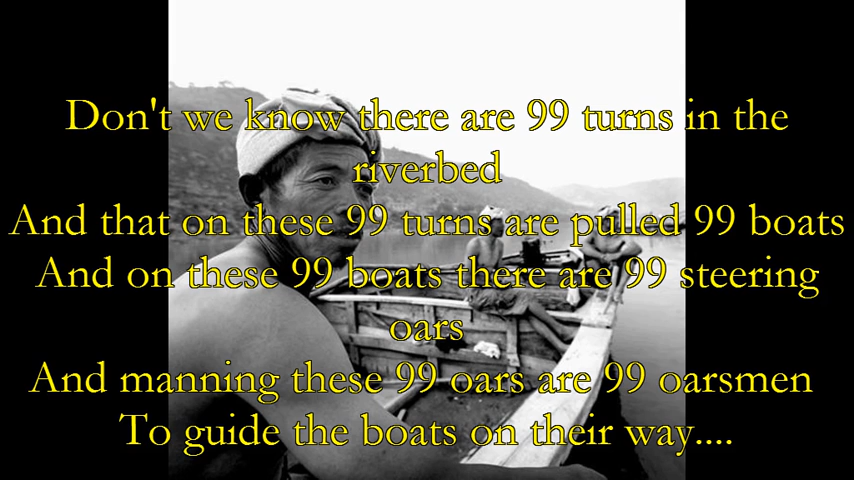 Don't we know there are 99 turns in the
riverbed
And that on these 99 turns are pulled 99 boats
And on these 99 boats there are 99 steering
oars
And manning these 99 oars are 99 oarsmen
To guide the boats on their way....